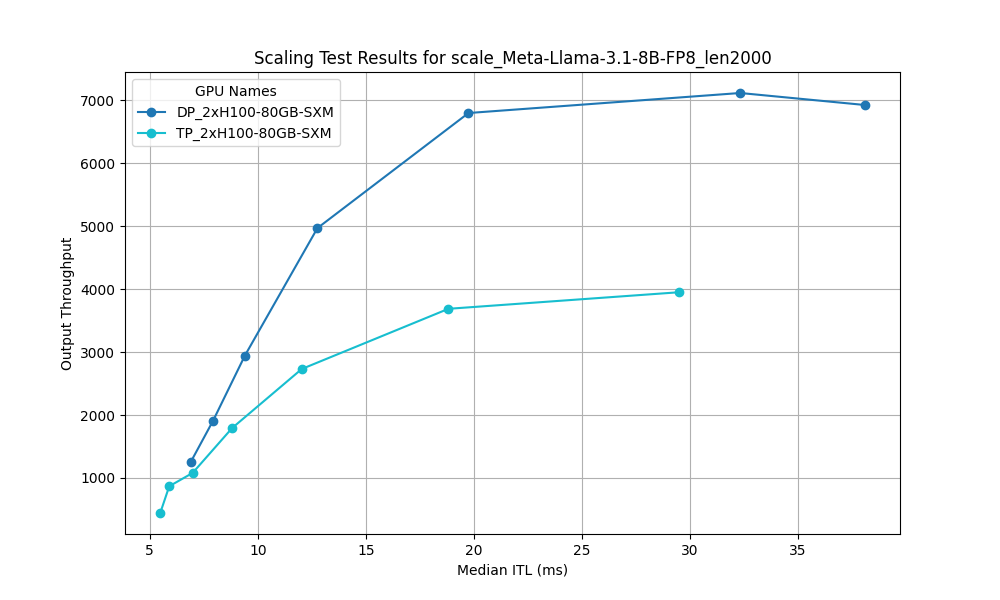 Scaling Test Results for scale_Meta-Llama-3.1-8B-FP8_len2000
GPU Names
DP_2xH100-80GB-SXM
TP_2xH100-80GB-SXM
Output Throughput
7000
6000
5000
4000
3000
2000
1000
5 10 15 20 25 30 35
Median ITL (ms)